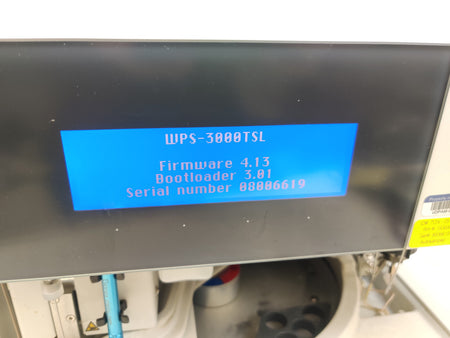 WPS-3000TSL
Firmware 4.13
Bootloader 3.01
Serial number 08006619